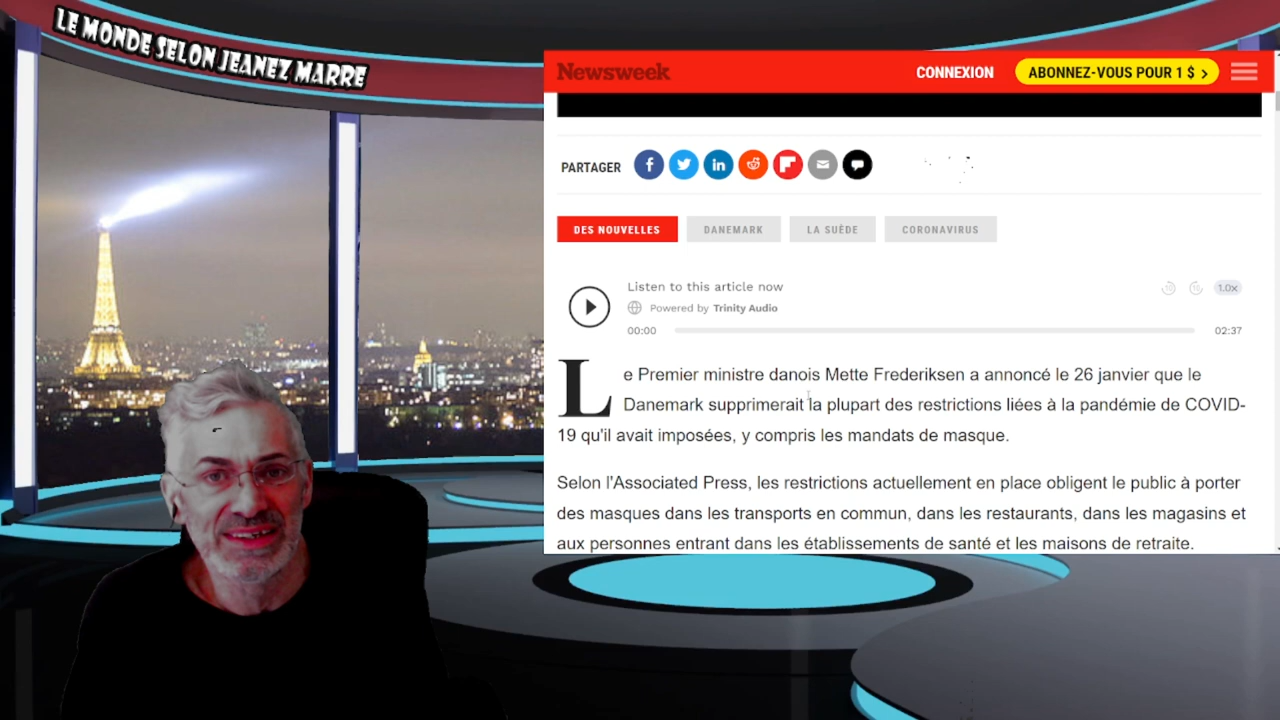 LE MONDE SELON JEANEZ MARRE
Newsweek
CONNEXION
ABONNEZ-VOUS POUR 1 $ >
PARTAGER
DES NOUVELLES
DANEMARK
LA SUÈDE
CORONAVIRUS
Listen to this article now
1.0x
Powered by Trinity Audio
00:00
02:37
Le Premier ministre danois Mette Frederiksen a annoncé le 26 janvier que le
Danemark supprimerait la plupart des restrictions liées à la pandémie de COVID-
19 qu'il avait imposées, y compris les mandats de masque.
Selon l'Associated Press, les restrictions actuellement en place obligent le public à porter
des masques dans les transports en commun, dans les restaurants, dans les magasins et
aux personnes entrant dans les établissements de santé et les maisons de retraite.